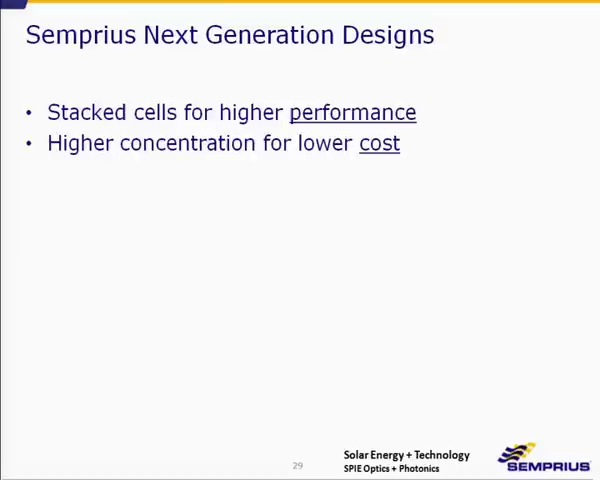 Semprius Next Generation Designs
• Stacked cells for higher performance
• Higher concentration for lower cost
Solar Energy + Technology
SPIE Optics + Photonics
29
SEMPRIUS